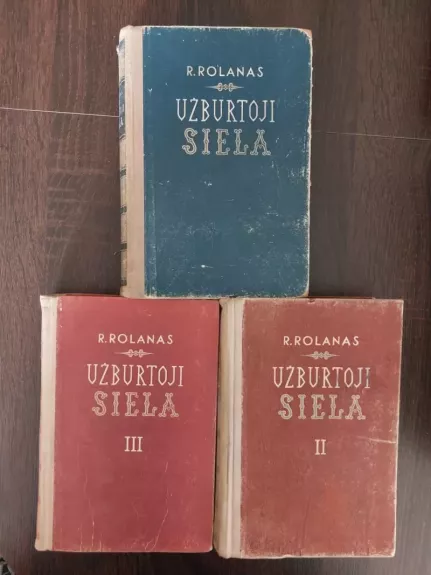 R. ROLANAS
UŽBURTOJI
SIELA
R. ROLANAS
UŽBURTOJI
SIELA
III
R. ROLANAS
UŽBURTOJI
SIELA
II